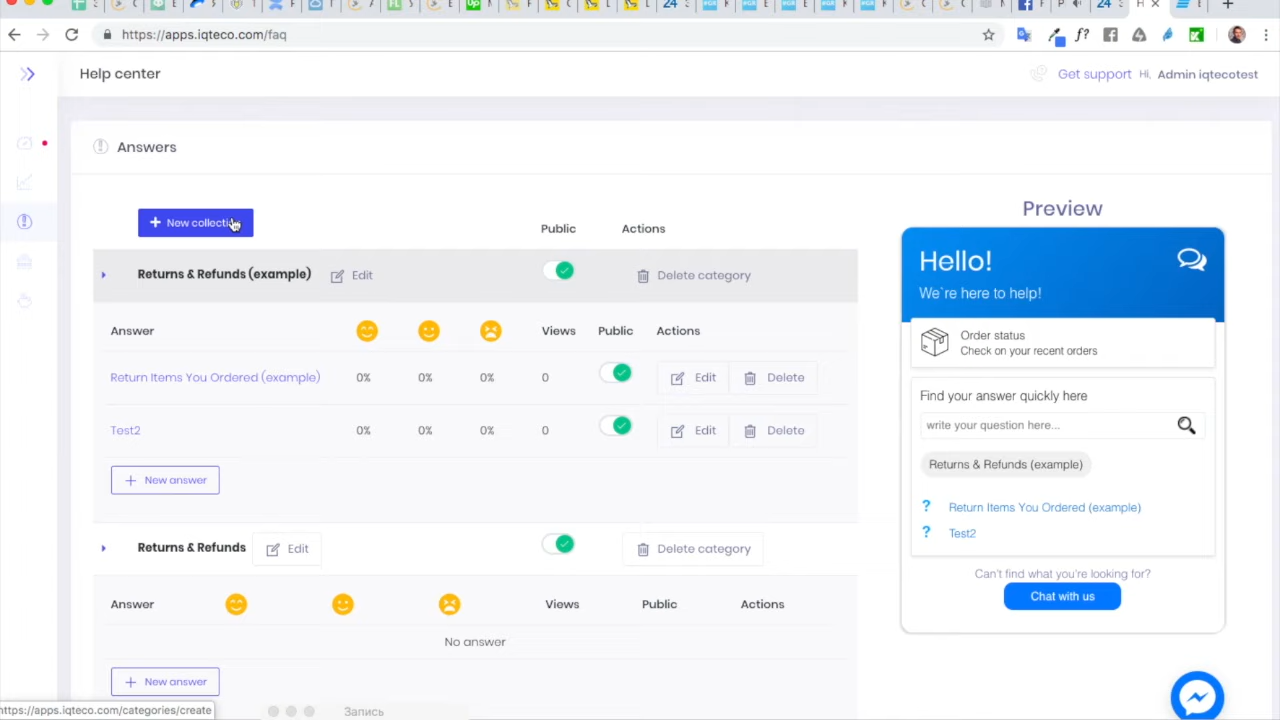 https://apps.iqteco.com/faq
Help center
Get support
Hi, Admin iqtecotest
Answers
New collection
Public
Actions
Preview
Returns & Refunds (example)
Edit
Delete category
Answer
Views
Public
Actions
Return Items You Ordered (example)
0%
0%
0%
0
Edit
Delete
Test2
0%
0%
0%
0
Edit
Delete
New answer
Returns & Refunds
Edit
Delete category
Answer
Views
Public
Actions
No answer
New answer
Hello!
We`re here to help!
Order status
Check on your recent orders
Find your answer quickly here
write your question here...
Returns & Refunds (example)
? Return Items You Ordered (example)
? Test2
Can't find what you're looking for?
Chat with us
https://apps.iqteco.com/categories/create
Запись